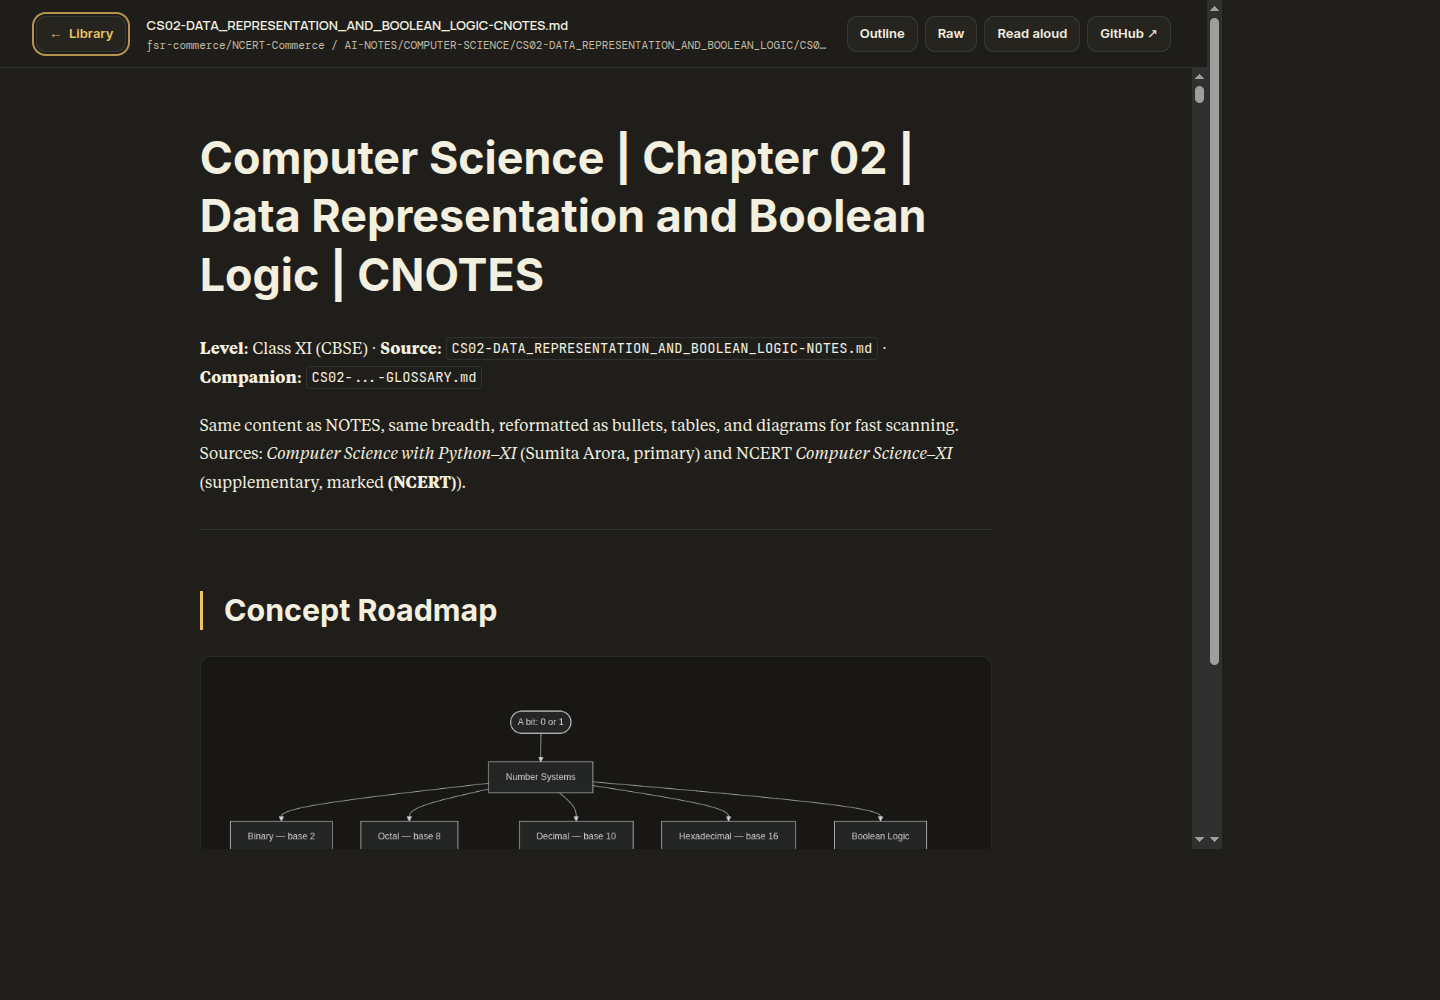 ← Library
CS02-DATA_REPRESENTATION_AND_BOOLEAN_LOGIC-CNOTES.md
fsr-commerce/NCERT-Commerce / AI-NOTES/COMPUTER-SCIENCE/CS02-DATA_REPRESENTATION_AND_BOOLEAN_LOGIC/CS0…
Outline
Raw
Read aloud
GitHub ↗
Computer Science | Chapter 02 |
Data Representation and Boolean
Logic | CNOTES
Level: Class XI (CBSE) · Source: CS02-DATA_REPRESENTATION_AND_BOOLEAN_LOGIC-NOTES.md ·
Companion: CS02-...-GLOSSARY.md
Same content as NOTES, same breadth, reformatted as bullets, tables, and diagrams for fast scanning.
Sources: Computer Science with Python–XI (Sumita Arora, primary) and NCERT Computer Science–XI
(supplementary, marked (NCERT)).
Concept Roadmap
A bit: 0 or 1
Number Systems
Binary — base 2
Octal — base 8
Decimal — base 10
Hexadecimal — base 16
Boolean Logic